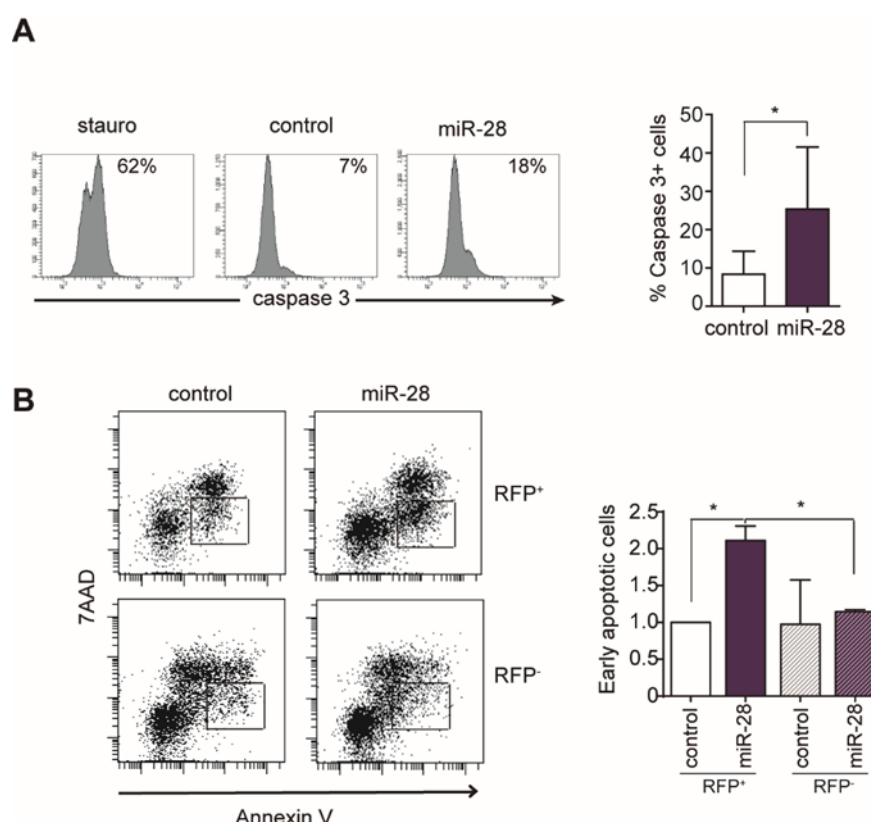 A
stauro
control
miR-28
62%
7%
18%
caspase 3
% Caspase 3+ cells
50
40
30
20
10
0
*
control
miR-28
B
control
miR-28
RFP⁺
RFP⁻
7AAD
Annexin V
Early apoptotic cells
2.5
2.0
1.5
1.0
0.5
0
*
*
control
miR-28
control
miR-28-
RFP⁺
RFP⁻